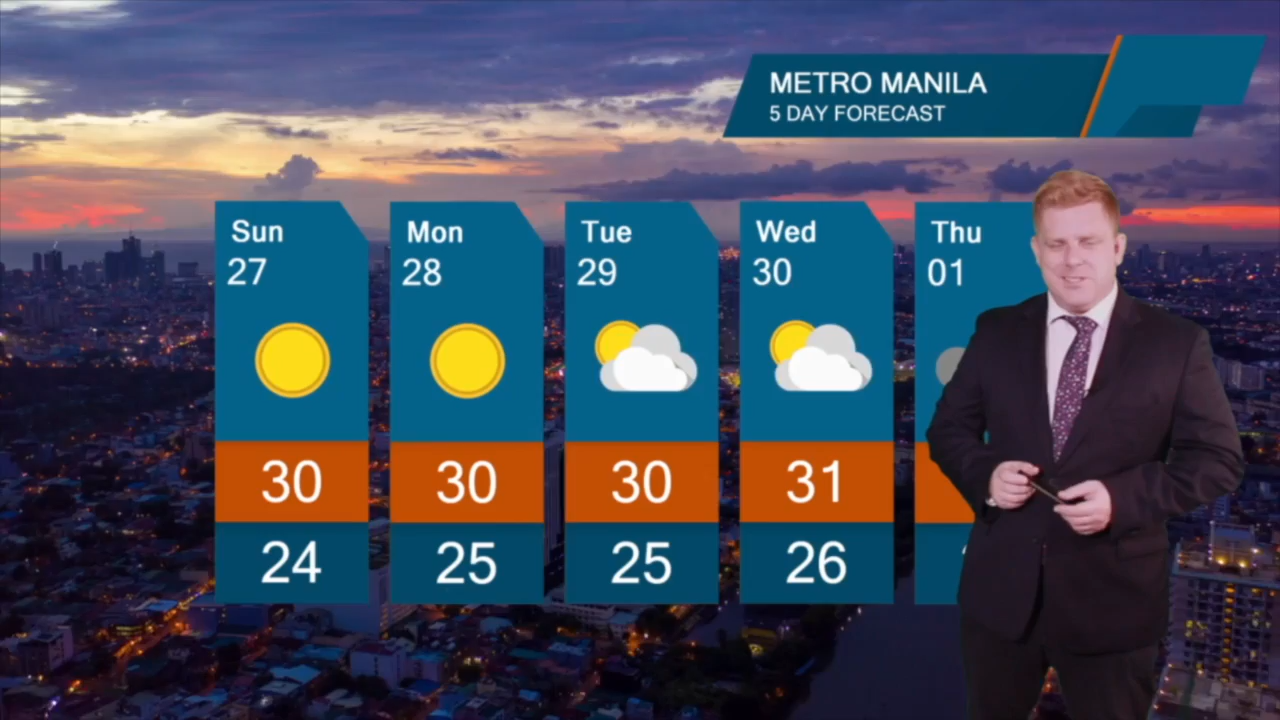 METRO MANILA
5 DAY FORECAST
Sun
27
30
24
Mon
28
30
25
Tue
29
30
25
Wed
30
31
26
Thu
01